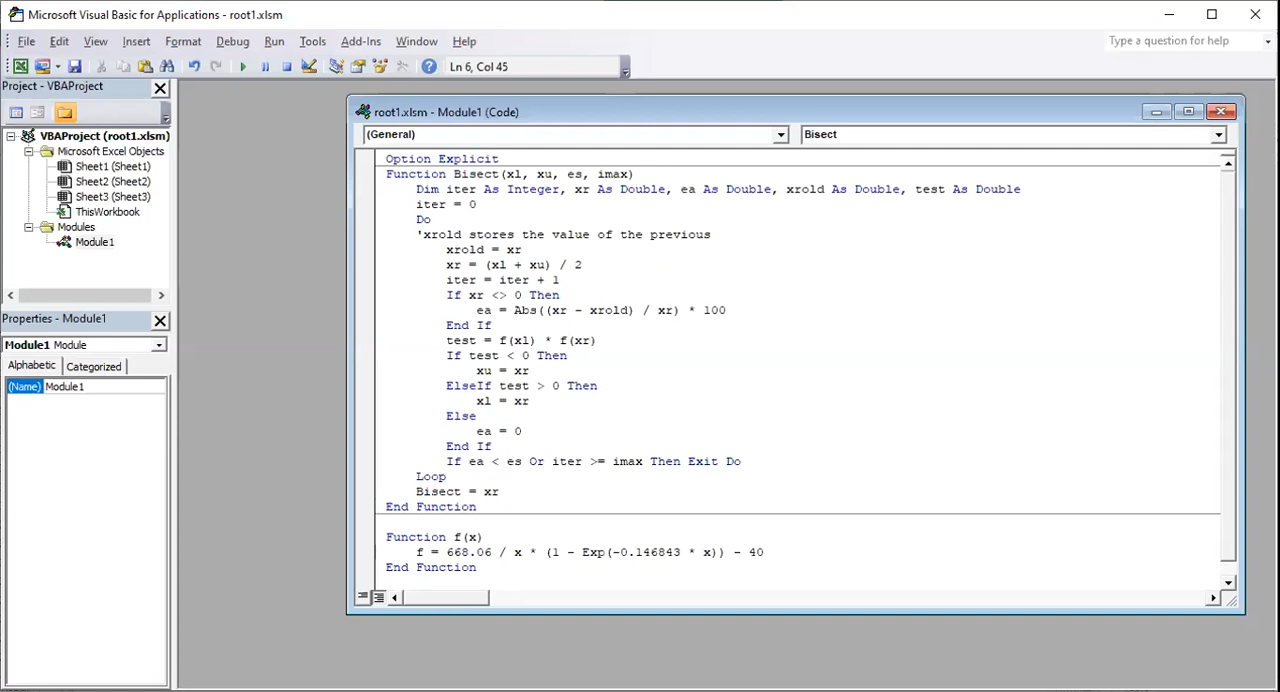 Microsoft Visual Basic for Applications - root1.xlsm
File Edit View Insert Format Debug Run Tools Add-Ins Window Help
Type a question for help
Ln 6, Col 45
Project - VBAProject
VBAProject (root1.xlsm)
Microsoft Excel Objects
Sheet1 (Sheet1)
Sheet2 (Sheet2)
Sheet3 (Sheet3)
ThisWorkbook
Modules
Module1
Properties - Module1
Module1 Module
Alphabetic Categorized
(Name) Module1
root1.xlsm - Module1 (Code)
(General) Bisect
Option Explicit
Function Bisect(xl, xu, es, imax)
Dim iter As Integer, xr As Double, ea As Double, xrold As Double, test As Double
iter = 0
Do
'xrold stores the value of the previous
xrold = xr
xr = (xl + xu) / 2
iter = iter + 1
If xr <> 0 Then
ea = Abs((xr - xrold) / xr) * 100
End If
test = f(xl) * f(xr)
If test < 0 Then
xu = xr
ElseIf test > 0 Then
xl = xr
Else
ea = 0
End If
If ea < es Or iter >= imax Then Exit Do
Loop
Bisect = xr
End Function
Function f(x)
f = 668.06 / x * (1 - Exp(-0.146843 * x)) - 40
End Function